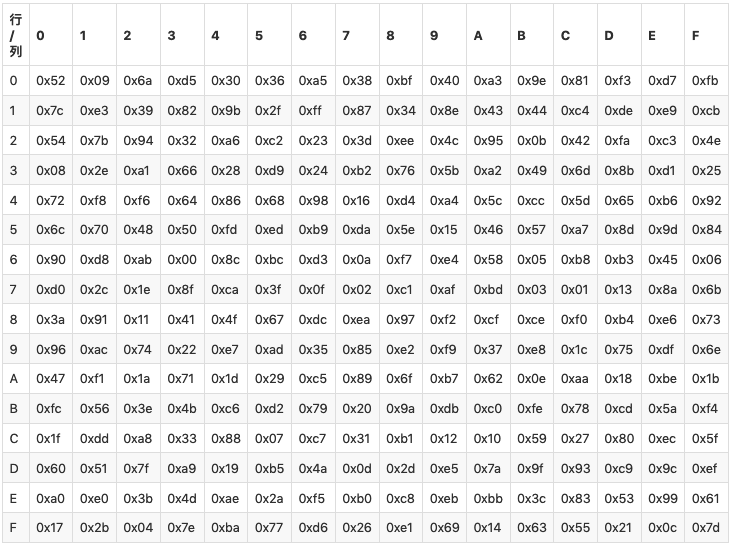 行/列 0 1 2 3 4 5 6 7 8 9 A B C D E F
0 0x52 0x09 0x6a 0xd5 0x30 0x36 0xa5 0x38 0xbf 0x40 0xa3 0x9e 0x81 0xf3 0xd7 0xfb
1 0x7c 0xe3 0x39 0x82 0x9b 0x2f 0xff 0x87 0x34 0x8e 0x43 0x44 0xc4 0xde 0xe9 0xcb
2 0x54 0x7b 0x94 0x32 0xa6 0xc2 0x23 0x3d 0xee 0x4c 0x95 0x0b 0x42 0xfa 0xc3 0x4e
3 0x08 0x2e 0xa1 0x66 0x28 0xd9 0x24 0xb2 0x76 0x5b 0xa2 0x49 0x6d 0x8b 0xd1 0x25
4 0x72 0xf8 0xf6 0x64 0x86 0x68 0x98 0x16 0xd4 0xa4 0x5c 0xcc 0x5d 0x65 0xb6 0x92
5 0x6c 0x70 0x48 0x50 0xfd 0xed 0xb9 0xda 0x5e 0x15 0x46 0x57 0xa7 0x8d 0x9d 0x84
6 0x90 0xd8 0xab 0x00 0x8c 0xbc 0xd3 0x0a 0xf7 0xe4 0x58 0x05 0xb8 0xb3 0x45 0x06
7 0xd0 0x2c 0x1e 0x8f 0xca 0x3f 0x0f 0x02 0xc1 0xaf 0xbd 0x03 0x01 0x13 0x8a 0x6b
8 0x3a 0x91 0x11 0x41 0x4f 0x67 0xdc 0xea 0x97 0xf2 0xcf 0xce 0xf0 0xb4 0xe6 0x73
9 0x96 0xac 0x74 0x22 0xe7 0xad 0x35 0x85 0xe2 0xf9 0x37 0xe8 0x1c 0x75 0xdf 0x6e
A 0x47 0xf1 0x1a 0x71 0x1d 0x29 0xc5 0x89 0x6f 0xb7 0x62 0x0e 0xaa 0x18 0xbe 0x1b
B 0xfc 0x56 0x3e 0x4b 0xc6 0xd2 0x79 0x20 0x9a 0xdb 0xc0 0xfe 0x78 0xcd 0x5a 0xf4
C 0x1f 0xdd 0xa8 0x33 0x88 0x07 0xc7 0x31 0xb1 0x12 0x10 0x59 0x27 0x80 0xec 0x5f
D 0x60 0x51 0x7f 0xa9 0x19 0xb5 0x4a 0x0d 0x2d 0xe5 0x7a 0x9f 0x93 0xc9 0x9c 0xef
E 0xa0 0xe0 0x3b 0x4d 0xae 0x2a 0xf5 0xb0 0xc8 0xeb 0xbb 0x3c 0x83 0x53 0x99 0x61
F 0x17 0x2b 0x04 0x7e 0xba 0x77 0xd6 0x26 0xe1 0x69 0x14 0x63 0x55 0x21 0x0c 0x7d